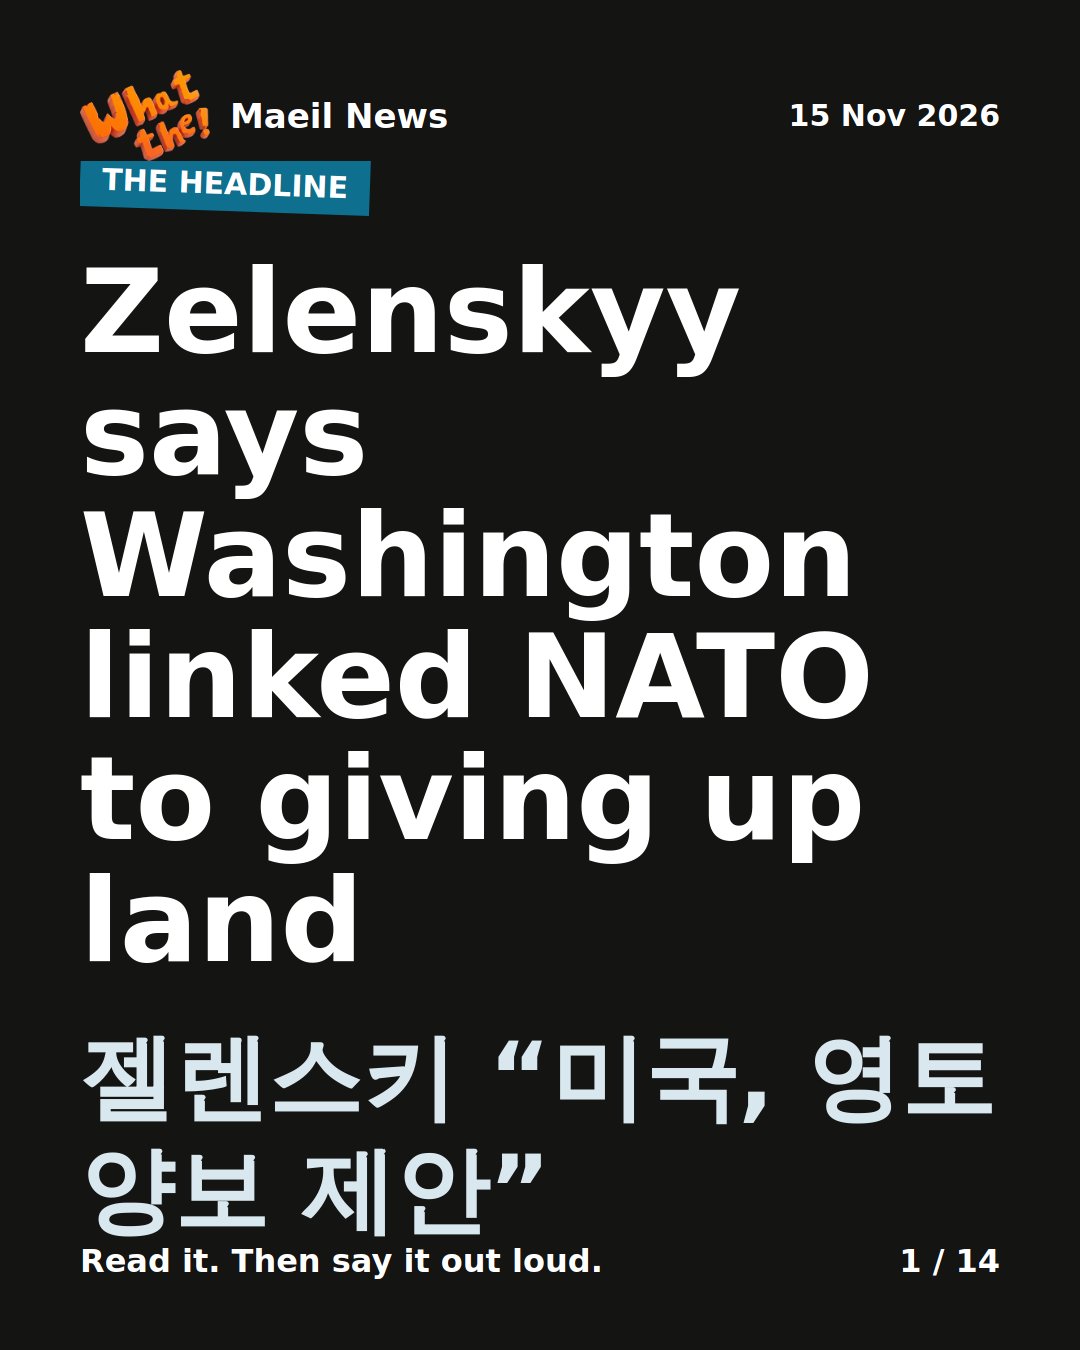 What the!
Maeil News
15 Nov 2026
THE HEADLINE
Zelenskyy
says
Washington
linked NATO
to giving up
land
젤렌스키 “미국, 영토
양보 제안”
Read it. Then say it out loud.
1 / 14